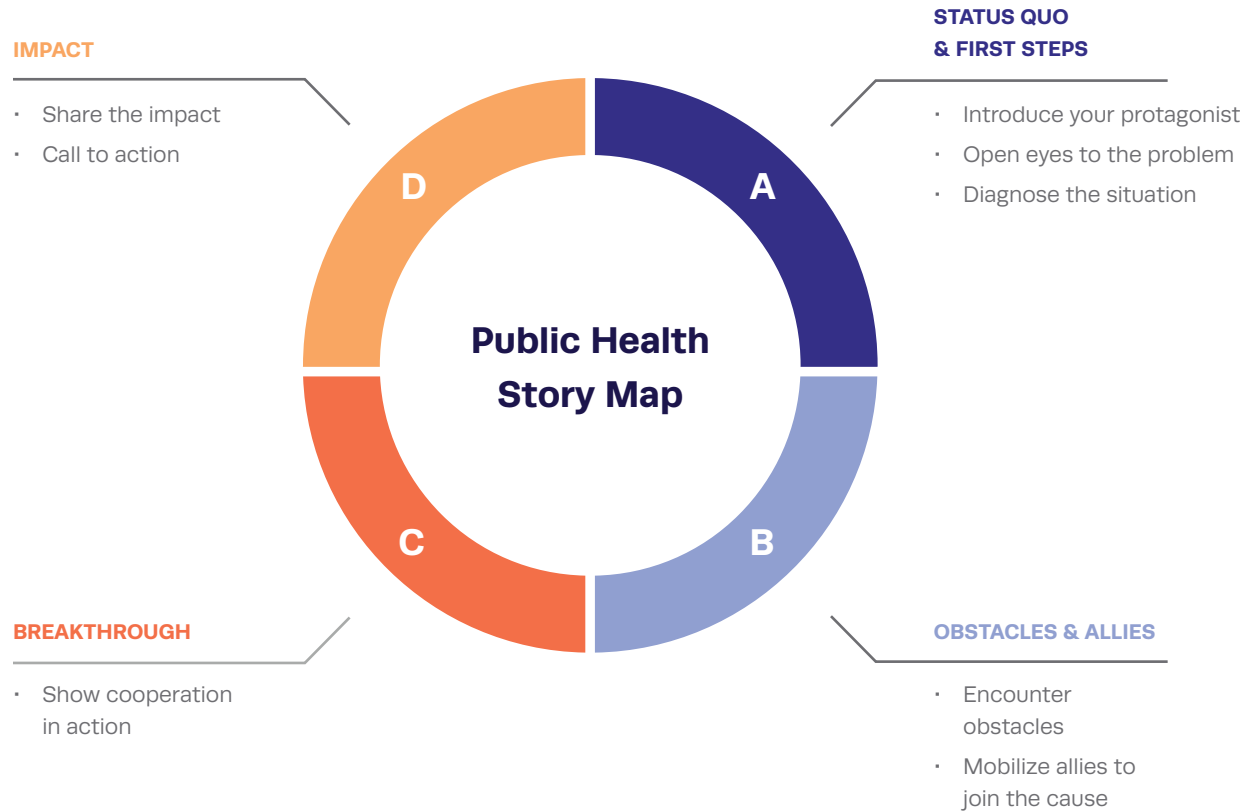 STATUS QUO
& FIRST STEPS
· Introduce your protagonist
· Open eyes to the problem
· Diagnose the situation
IMPACT
· Share the impact
· Call to action
D
A
Public Health
Story Map
C
B
BREAKTHROUGH
· Show cooperation
in action
OBSTACLES & ALLIES
· Encounter
obstacles
· Mobilize allies to
join the cause